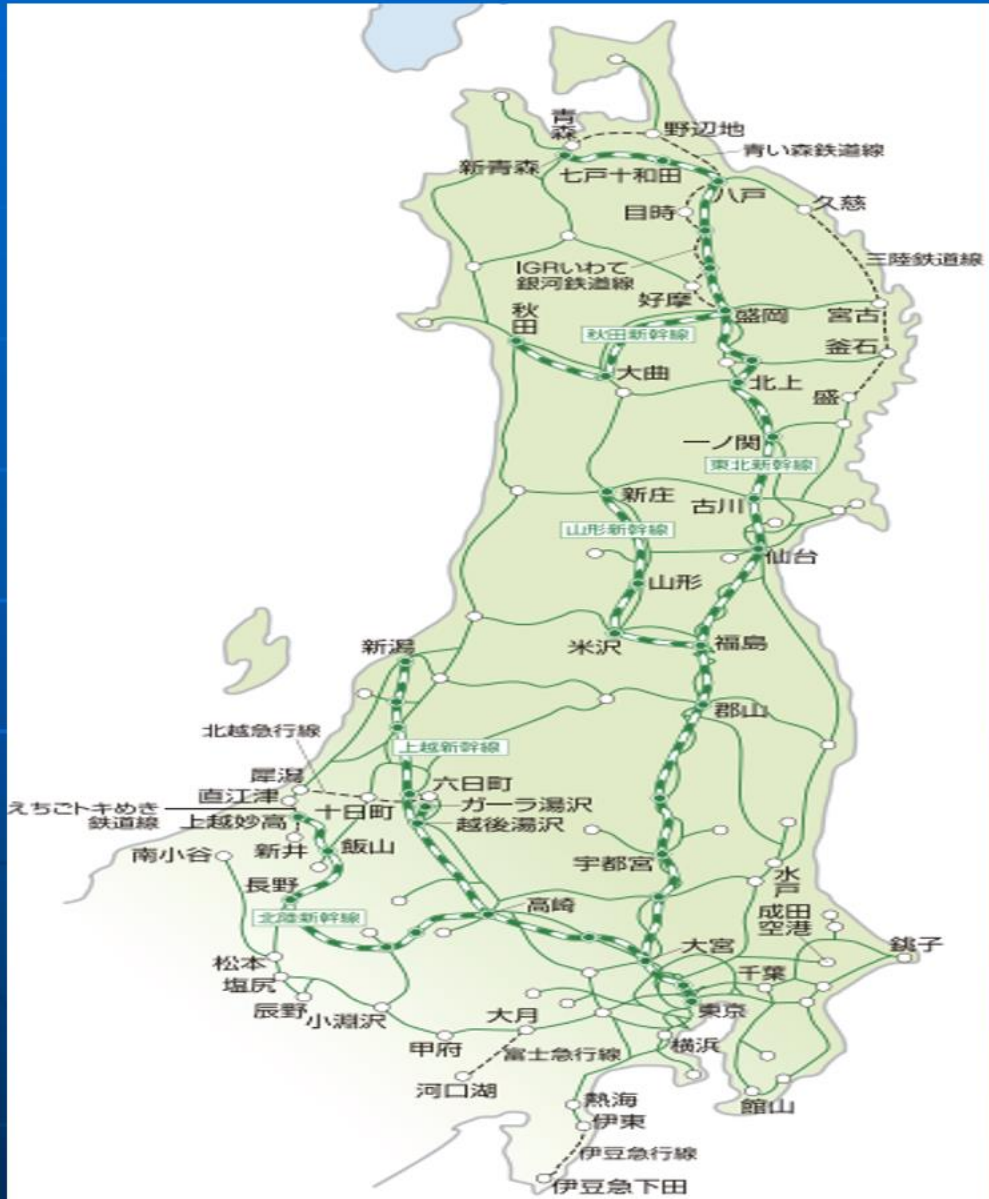 青森
野辺地
青い森鉄道線
新青森
七戸十和田
八戸
目時
久慈
三陸鉄道線
IGRいわて
銀河鉄道線
好摩
盛岡
宮古
秋田
秋田新幹線
釜石
大曲
北上
盛
一ノ関
東北新幹線
新庄
古川
山形新幹線
仙台
山形
新潟
米沢
福島
郡山
北越急行線
上越新幹線
犀潟
六日町
直江津
十日町
ガーラ湯沢
えちごトキめき
鉄道線
上越妙高
越後湯沢
南小谷
新井
飯山
宇都宮
水戸
長野
高崎
成田
空港
北陸新幹線
大宮
銚子
松本
千葉
塩尻
辰野
小淵沢
大月
東京
甲府
富士急行線
横浜
河口湖
熱海
館山
伊東
伊豆急行線
伊豆急下田